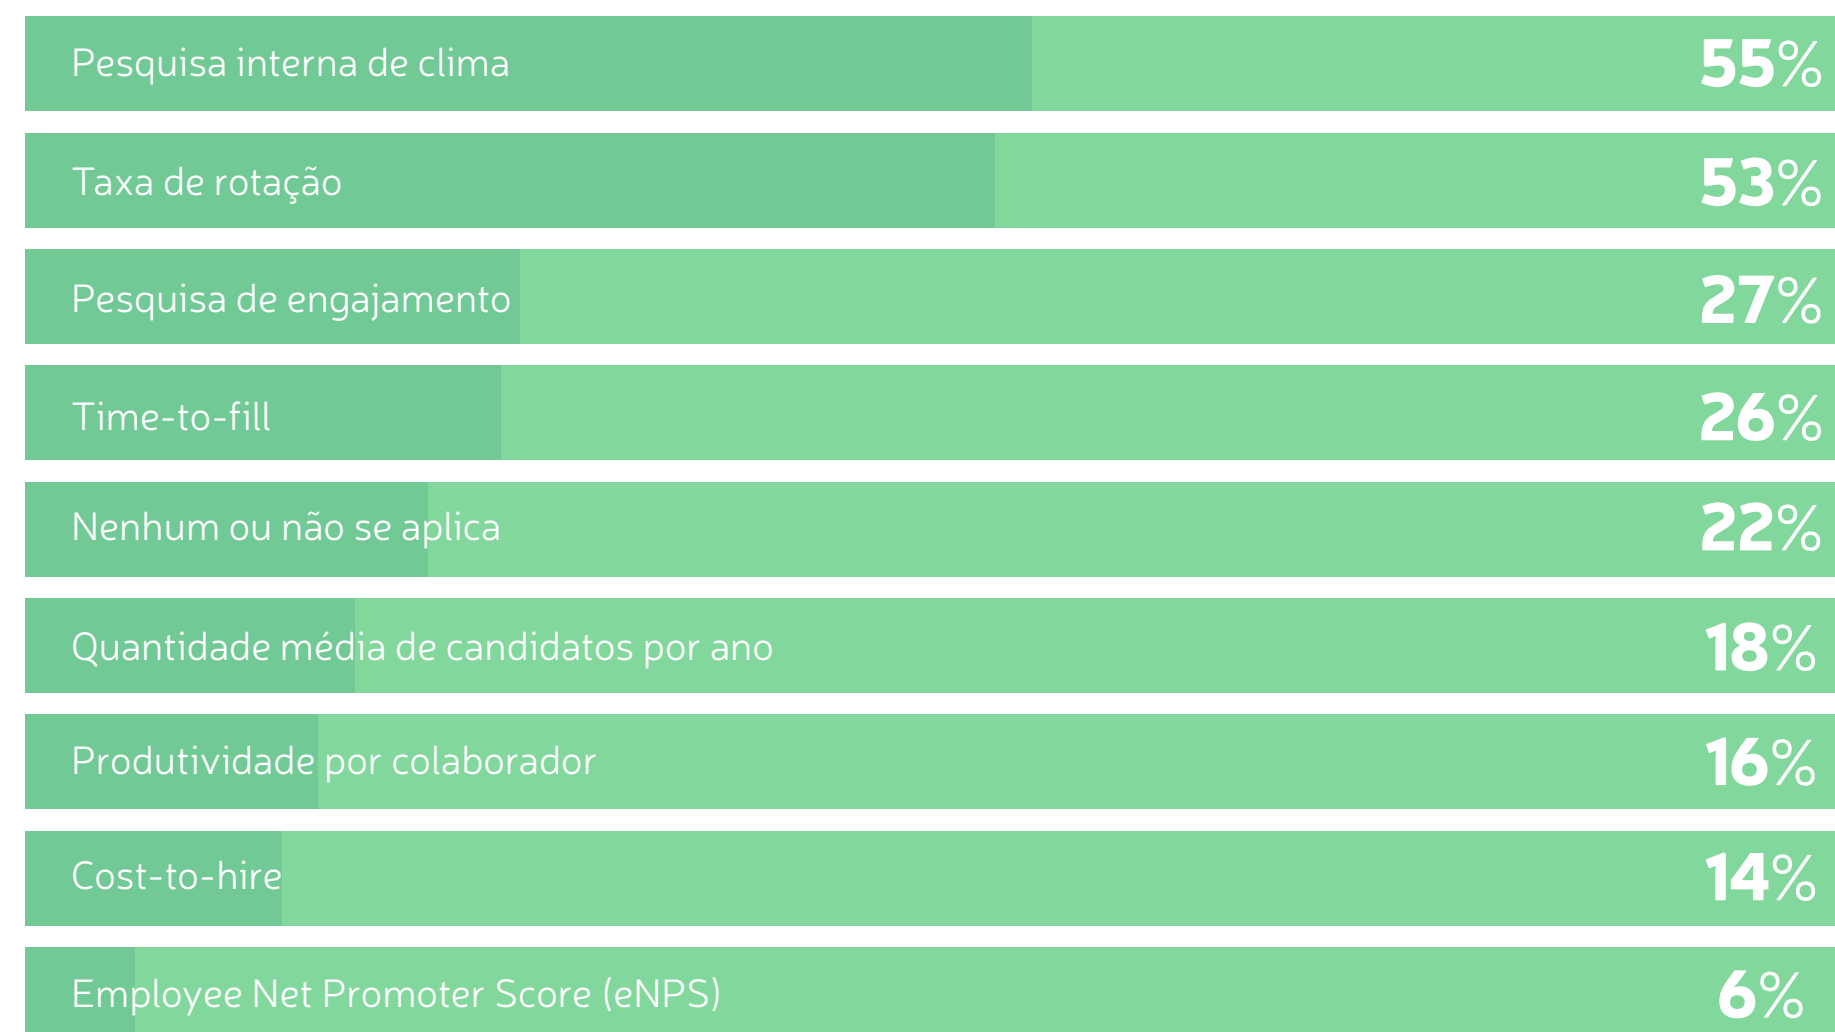 Pesquisa interna de clima 55%
Taxa de rotação 53%
Pesquisa de engajamento 27%
Time-to-fill 26%
Nenhum ou não se aplica 22%
Quantidade média de candidatos por ano 18%
Produtividade por colaborador 16%
Cost-to-hire 14%
Employee Net Promoter Score (eNPS) 6%